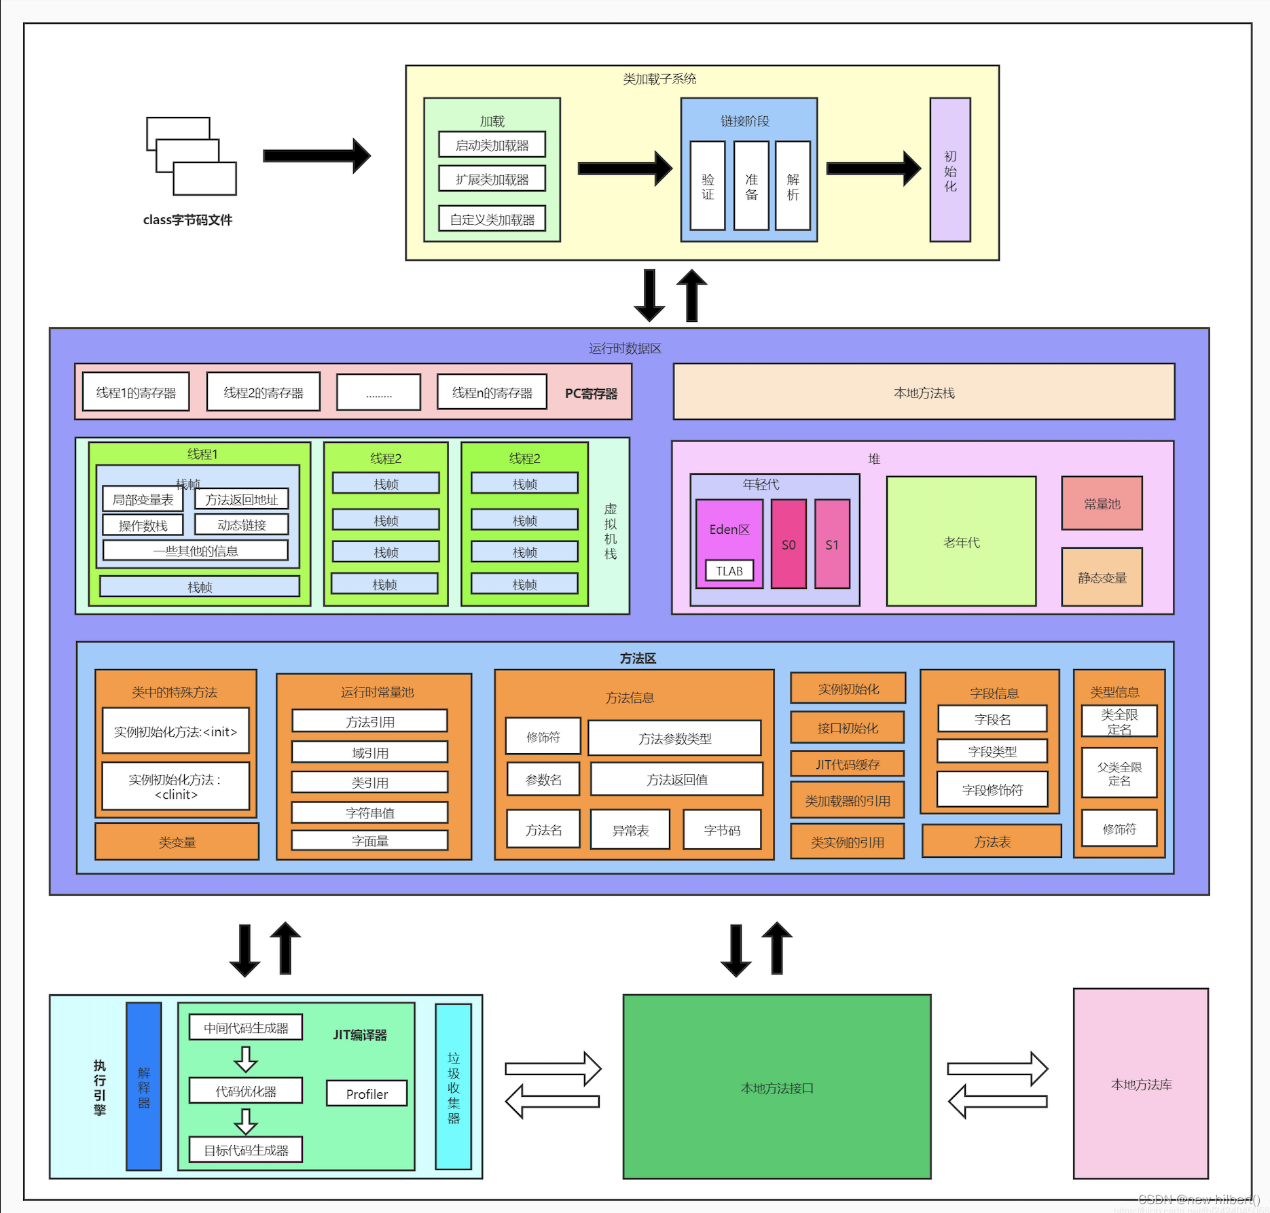 类加载子系统
加载
启动类加载器
扩展类加载器
自定义类加载器
链接阶段
验证
准备
解析
初始化
class字节码文件
运行时数据区
线程1的寄存器
线程2的寄存器
.........
线程n的寄存器
PC寄存器
本地方法栈
线程1
栈帧
局部变量表
方法返回地址
操作数栈
动态链接
一些其他的信息
栈帧
线程2
栈帧
栈帧
栈帧
栈帧
线程2
栈帧
栈帧
栈帧
栈帧
虚拟机栈
堆
年轻代
Eden区
TLAB
S0
S1
老年代
常量池
静态变量
方法区
类中的特殊方法
实例初始化方法:<init>
实例初始化方法：
<clinit>
类变量
运行时常量池
方法引用
域引用
类引用
字符串值
字面量
方法信息
修饰符
方法参数类型
参数名
方法返回值
方法名
异常表
字节码
实例初始化
接口初始化
JIT代码缓存
类加载器的引用
类实例的引用
字段信息
字段名
字段类型
字段修饰符
方法表
类型信息
类全限
定名
父类全限
定名
修饰符
执行引擎
解释器
中间代码生成器
代码优化器
目标代码生成器
JIT编译器
Profiler
垃圾收集器
本地方法接口
本地方法库
CSDN @new-hilbert()